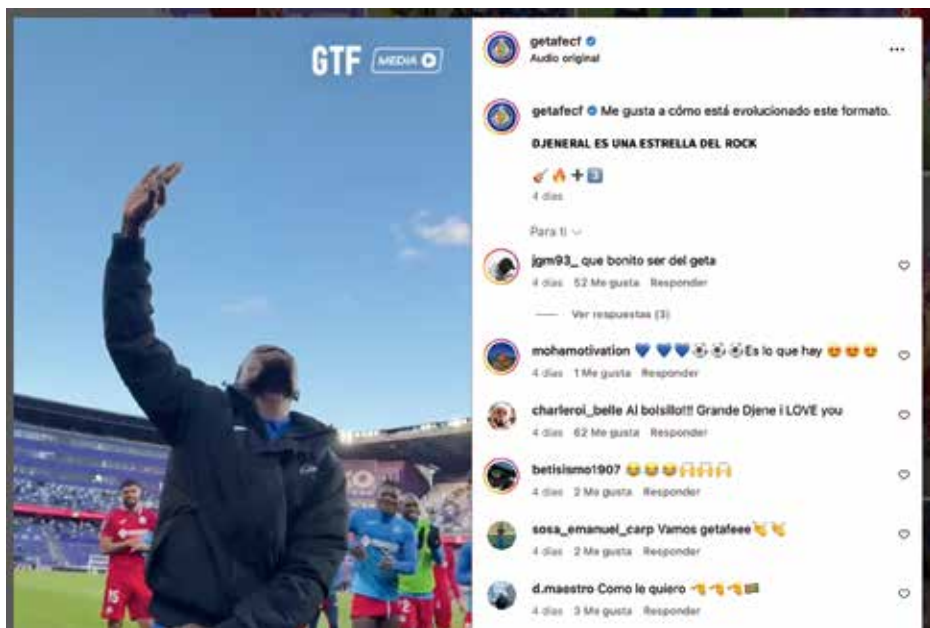 GTF MEDIA
getafecf
Audio original
getafecf Me gusta a cómo está evolucionado este formato.
DJENERAL ES UNA ESTRELLA DEL ROCK
🎸🔥➕3️⃣
4 días
Para ti
jgm93_ que bonito ser del geta
4 días 52 Me gusta Responder
Ver respuestas (3)
mohamotivation 💙 💙💙⚽⚽⚽Es lo que hay 😍😍😍
4 días 1 Me gusta Responder
charleroi_belle Al bolsillo!!! Grande Djene i LOVE you
4 días 62 Me gusta Responder
betisismo1907 😂😂😂🙌🙌🙌
4 días 2 Me gusta Responder
sosa_emanuel_carp Vamos getafeee👏👏
4 días 2 Me gusta Responder
d.maestro Como le quiero
4 días 3 Me gusta Responder
15
12